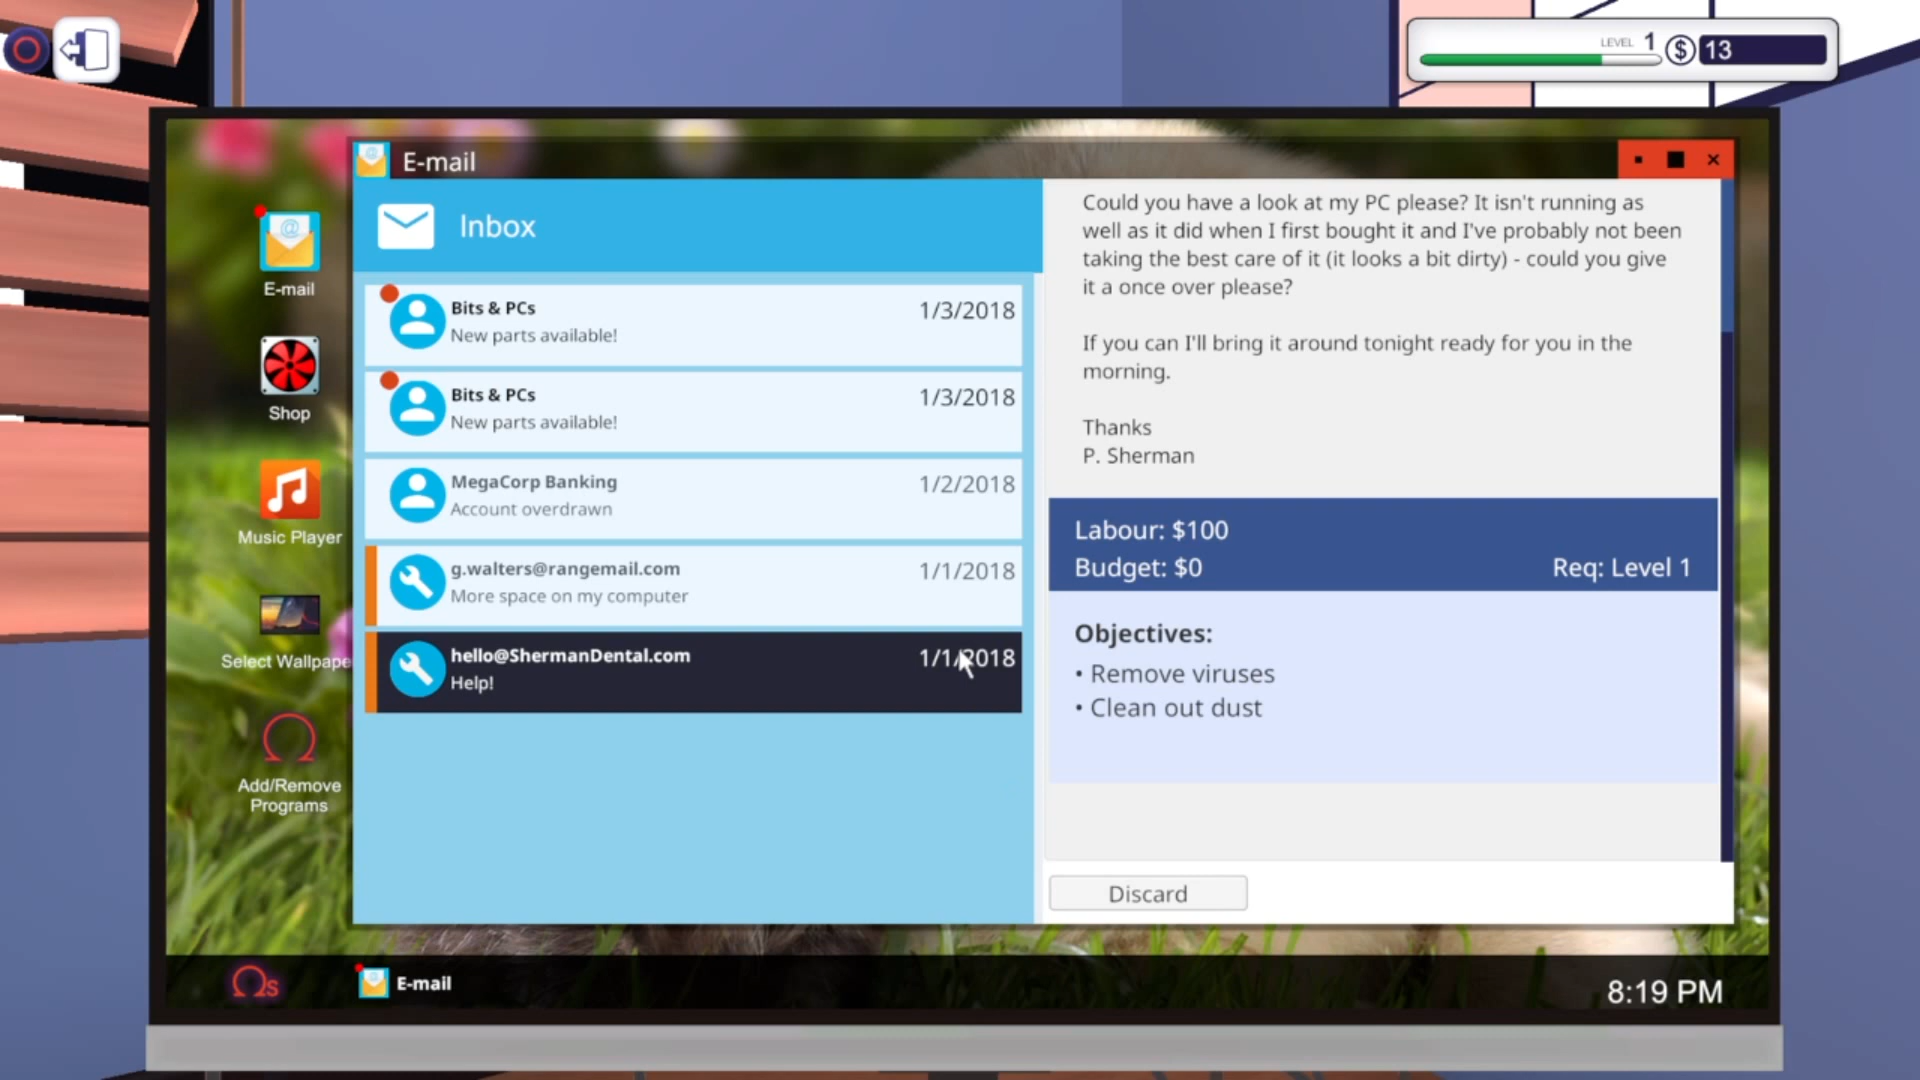 LEVEL 1 $ 13
E-mail
Inbox
E-mail
Shop
Music Player
Select Wallpape
Add/Remove
Programs
Bits & PCs 1/3/2018
New parts available!
Bits & PCs 1/3/2018
New parts available!
MegaCorp Banking 1/2/2018
Account overdrawn
g.walters@rangemail.com 1/1/2018
More space on my computer
hello@ShermanDental.com 1/1/2018
Help!
Could you have a look at my PC please? It isn't running as
well as it did when I first bought it and I've probably not been
taking the best care of it (it looks a bit dirty) - could you give
it a once over please?
If you can I'll bring it around tonight ready for you in the
morning.
Thanks
P. Sherman
Labour: $100
Budget: $0 Req: Level 1
Objectives:
• Remove viruses
• Clean out dust
Discard
Ωs E-mail 8:19 PM